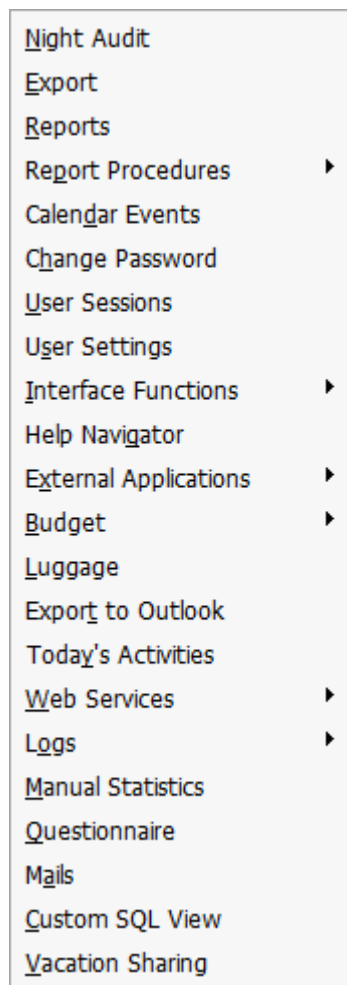 Night Audit
Export
Reports
Report Procedures
Calendar Events
Change Password
User Sessions
User Settings
Interface Functions
Help Navigator
External Applications
Budget
Luggage
Export to Outlook
Today's Activities
Web Services
Logs
Manual Statistics
Questionnaire
Mails
Custom SQL View
Vacation Sharing